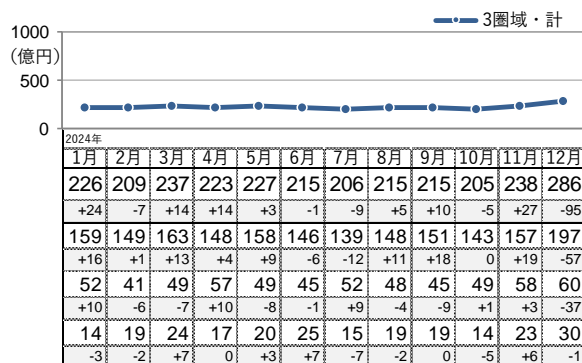 3圏域・計
1000
(億円)
500
0
2024年
1月 2月 3月 4月 5月 6月 7月 8月 9月 10月 11月 12月
226 209 237 223 227 215 206 215 215 205 238 286
+24 -7 +14 +14 +3 -1 -9 +5 +10 -5 +27 -95
159 149 163 148 158 146 139 148 151 143 157 197
+16 +1 +13 +4 +9 -6 -12 +11 +18 0 +19 -57
52 41 49 57 49 45 52 48 45 49 58 60
+10 -6 -7 +10 -8 -1 +9 -4 -9 +1 +3 -37
14 19 24 17 20 25 15 19 19 14 23 30
-3 -2 +7 0 +3 +7 -7 -2 0 -5 +6 -1